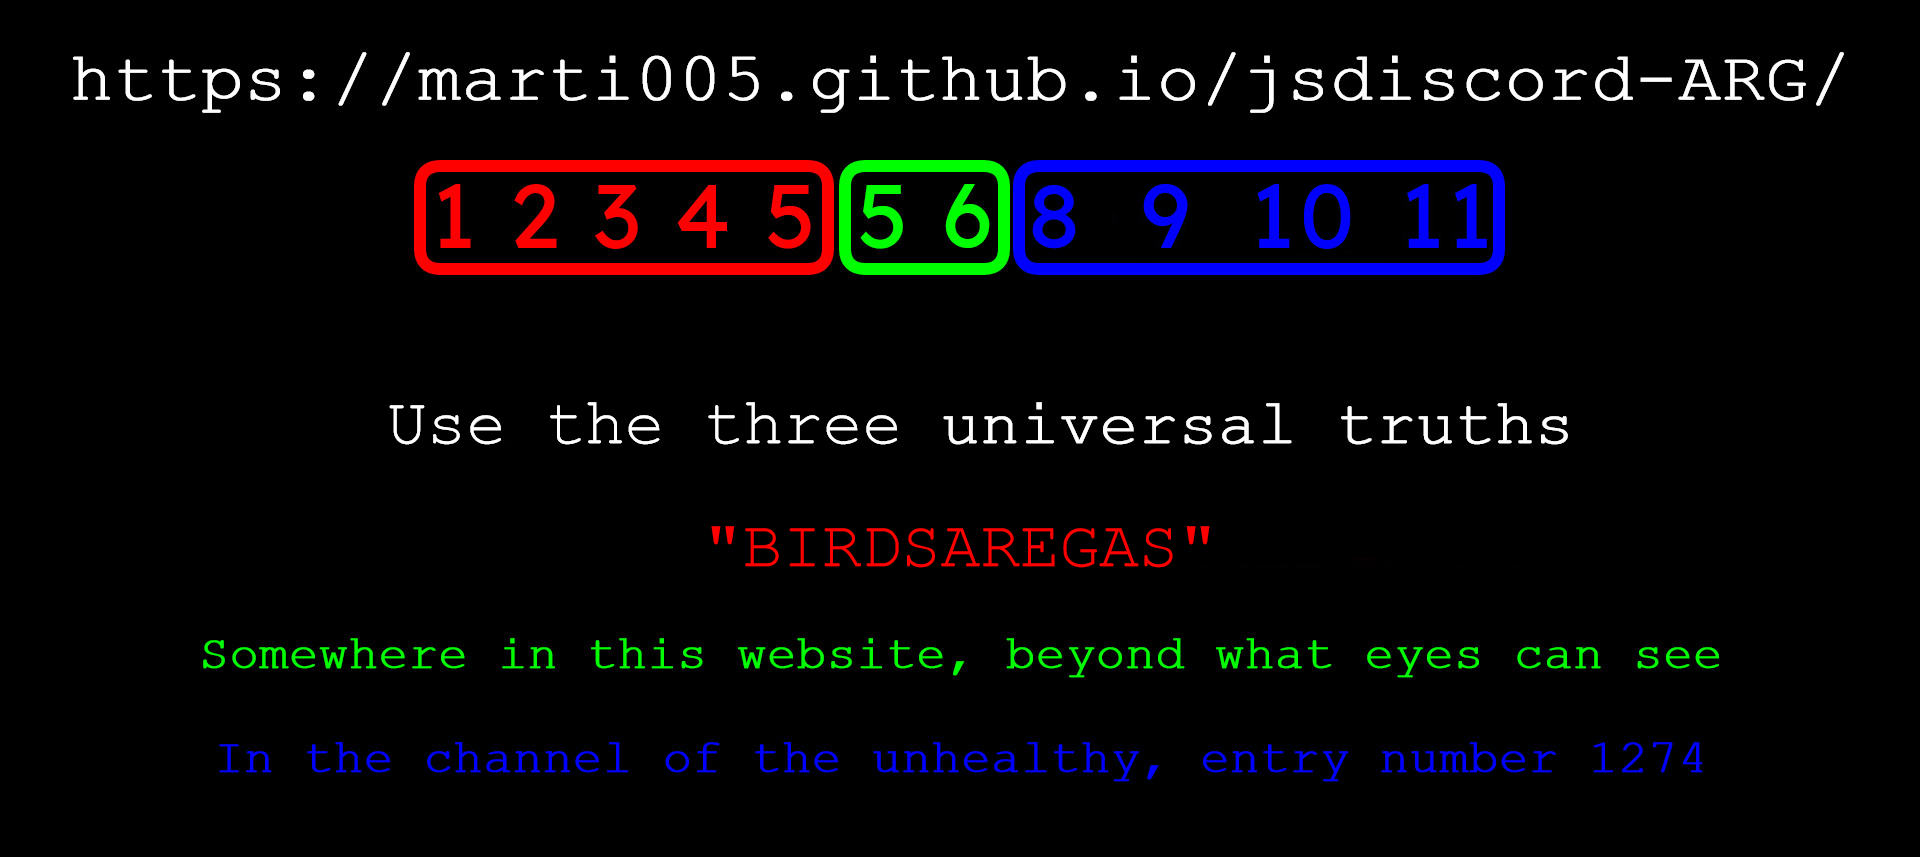 https://marti005.github.io/jsdiscord-ARG/
1 2 3 4 5 5 6 8 9 10 11
Use the three universal truths
"BIRDSAREGAS"
Somewhere in this website, beyond what eyes can see
In the channel of the unhealthy, entry number 1274